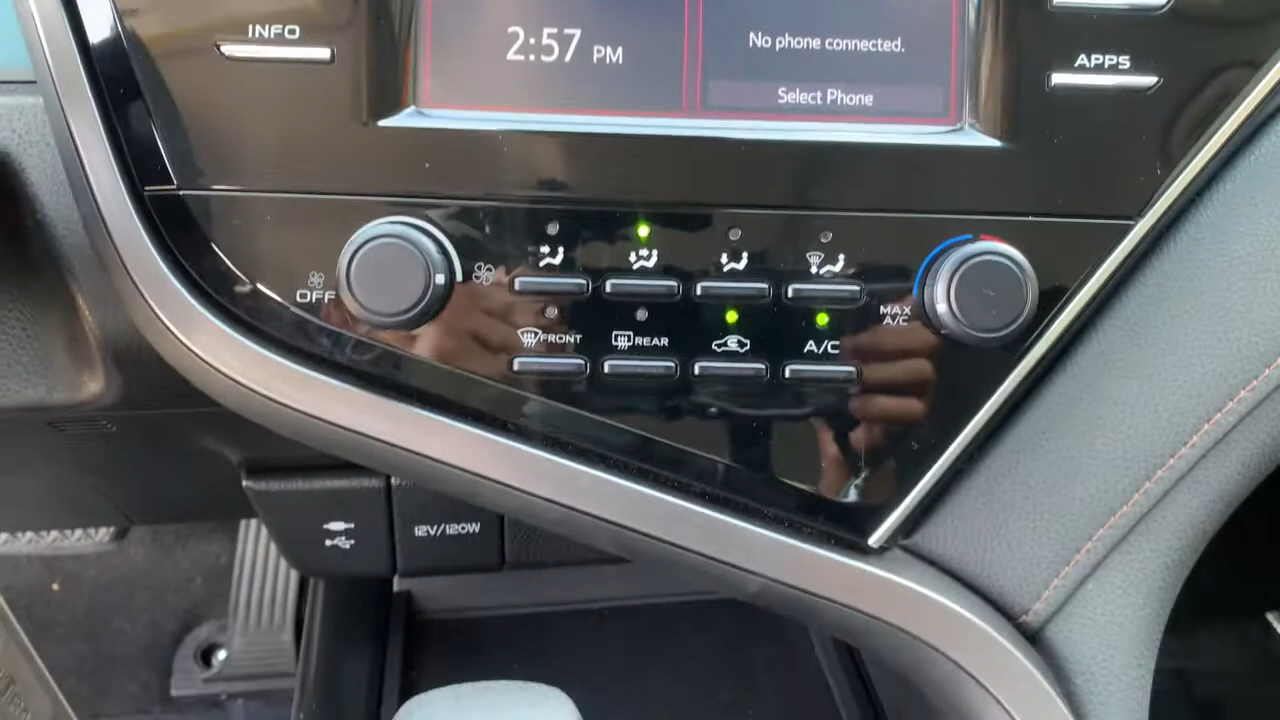 INFO
2:57 PM
No phone connected.
Select Phone
APPS
OFF
MAX
A/C
FRONT
REAR
A/C
12V/120W